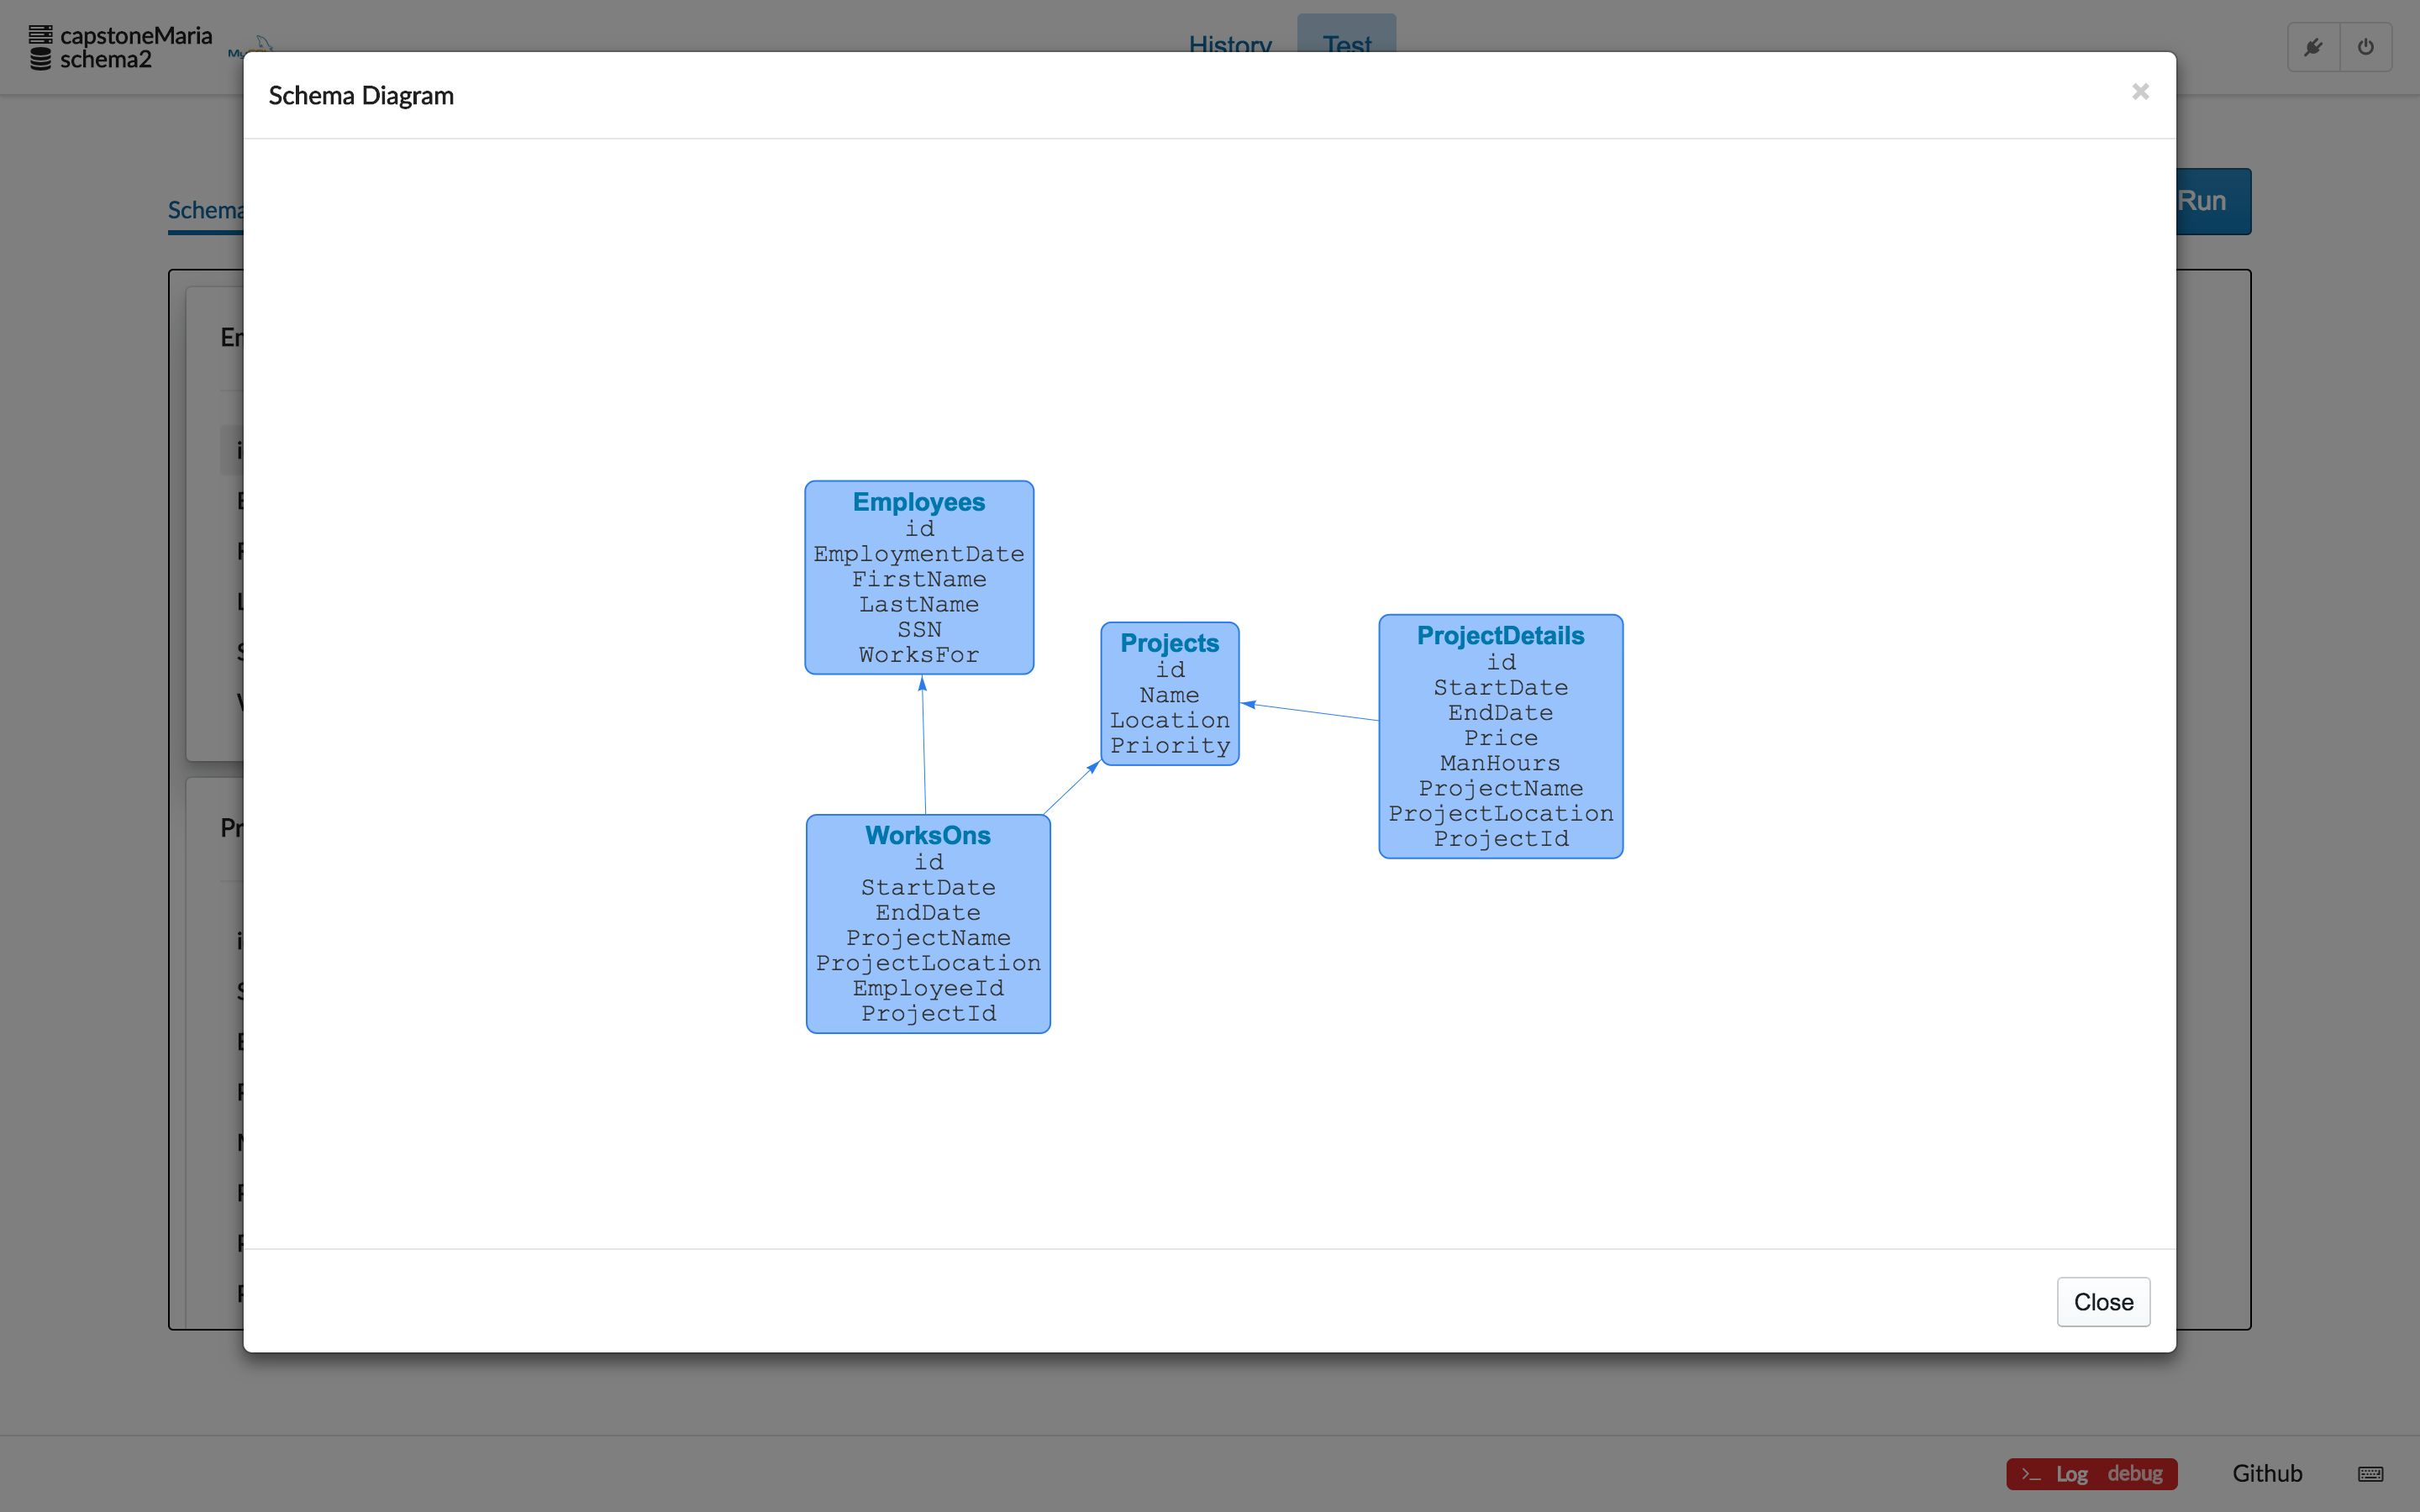 capstoneMaria
schema2
My
History
Test
Schema Diagram
×
Schema
Run
Employees
id
EmploymentDate
FirstName
LastName
SSN
WorksFor
Projects
id
Name
Location
Priority
ProjectDetails
id
StartDate
EndDate
Price
ManHours
ProjectName
ProjectLocation
ProjectId
WorksOns
id
StartDate
EndDate
ProjectName
ProjectLocation
EmployeeId
ProjectId
Close
>_ Log debug
Github